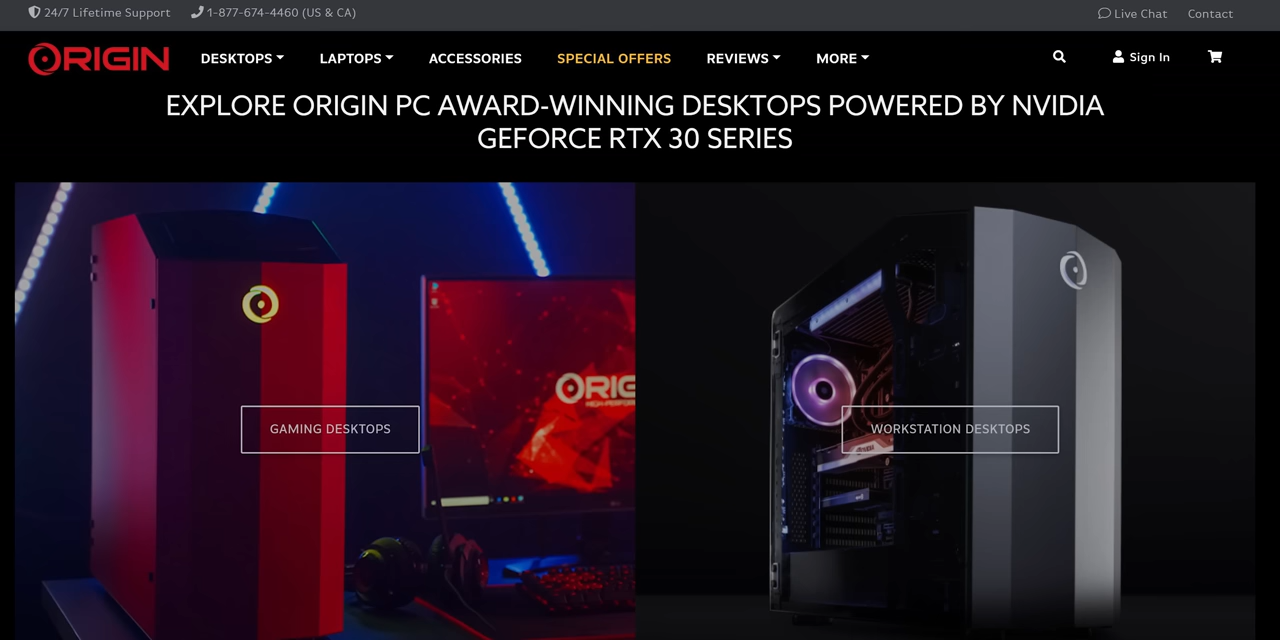 24/7 Lifetime Support
1-877-674-4460 (US & CA)
Live Chat
Contact
ORIGIN
DESKTOPS
LAPTOPS
ACCESSORIES
SPECIAL OFFERS
REVIEWS
MORE
Sign In
EXPLORE ORIGIN PC AWARD-WINNING DESKTOPS POWERED BY NVIDIA
GEFORCE RTX 30 SERIES
ORIG
GAMING DESKTOPS
WORKSTATION DESKTOPS